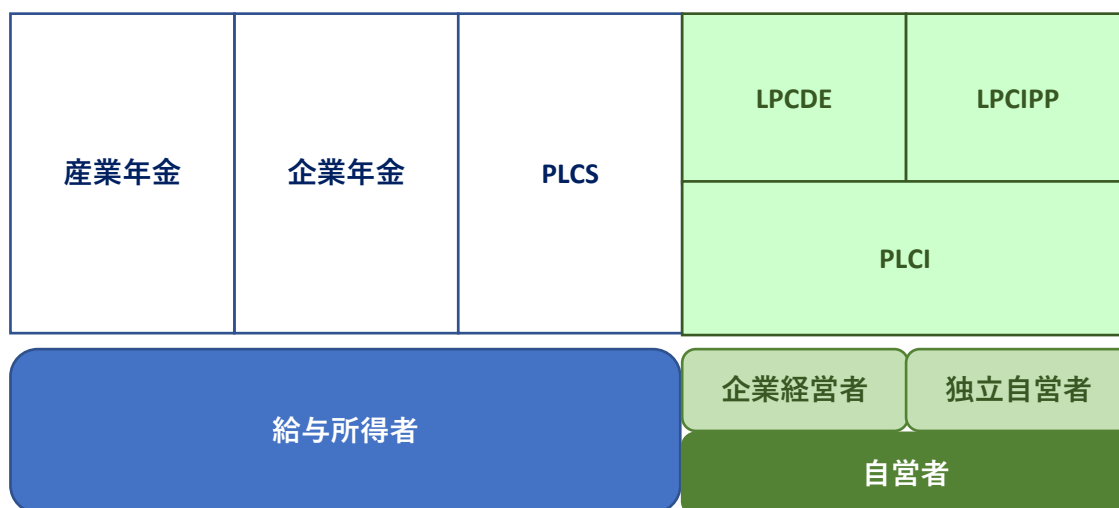 産業年金
企業年金
PLCS
LPCDE
LPCIPP
PLCI
給与所得者
企業経営者
独立自営者
自営者